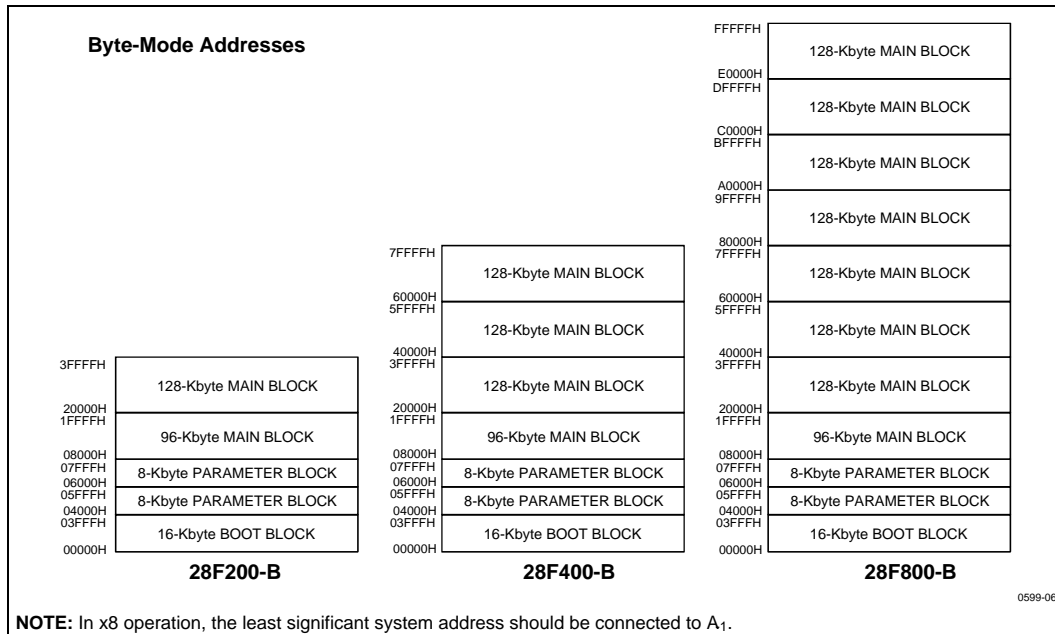 Byte-Mode Addresses
3FFFFH
128-Kbyte MAIN BLOCK
20000H
1FFFFH
96-Kbyte MAIN BLOCK
08000H
07FFFH
8-Kbyte PARAMETER BLOCK
06000H
05FFFH
8-Kbyte PARAMETER BLOCK
04000H
03FFFH
16-Kbyte BOOT BLOCK
00000H
28F200-B
7FFFFH
128-Kbyte MAIN BLOCK
60000H
5FFFFH
128-Kbyte MAIN BLOCK
40000H
3FFFFH
128-Kbyte MAIN BLOCK
20000H
1FFFFH
96-Kbyte MAIN BLOCK
08000H
07FFFH
8-Kbyte PARAMETER BLOCK
06000H
05FFFH
8-Kbyte PARAMETER BLOCK
04000H
03FFFH
16-Kbyte BOOT BLOCK
00000H
28F400-B
FFFFFH
128-Kbyte MAIN BLOCK
E0000H
DFFFFH
128-Kbyte MAIN BLOCK
C0000H
BFFFFH
128-Kbyte MAIN BLOCK
A0000H
9FFFFH
128-Kbyte MAIN BLOCK
80000H
7FFFFH
128-Kbyte MAIN BLOCK
60000H
5FFFFH
128-Kbyte MAIN BLOCK
40000H
3FFFFH
128-Kbyte MAIN BLOCK
20000H
1FFFFH
96-Kbyte MAIN BLOCK
08000H
07FFFH
8-Kbyte PARAMETER BLOCK
06000H
05FFFH
8-Kbyte PARAMETER BLOCK
04000H
03FFFH
16-Kbyte BOOT BLOCK
00000H
28F800-B
0599-06
NOTE: In x8 operation, the least significant system address should be connected to A₁.